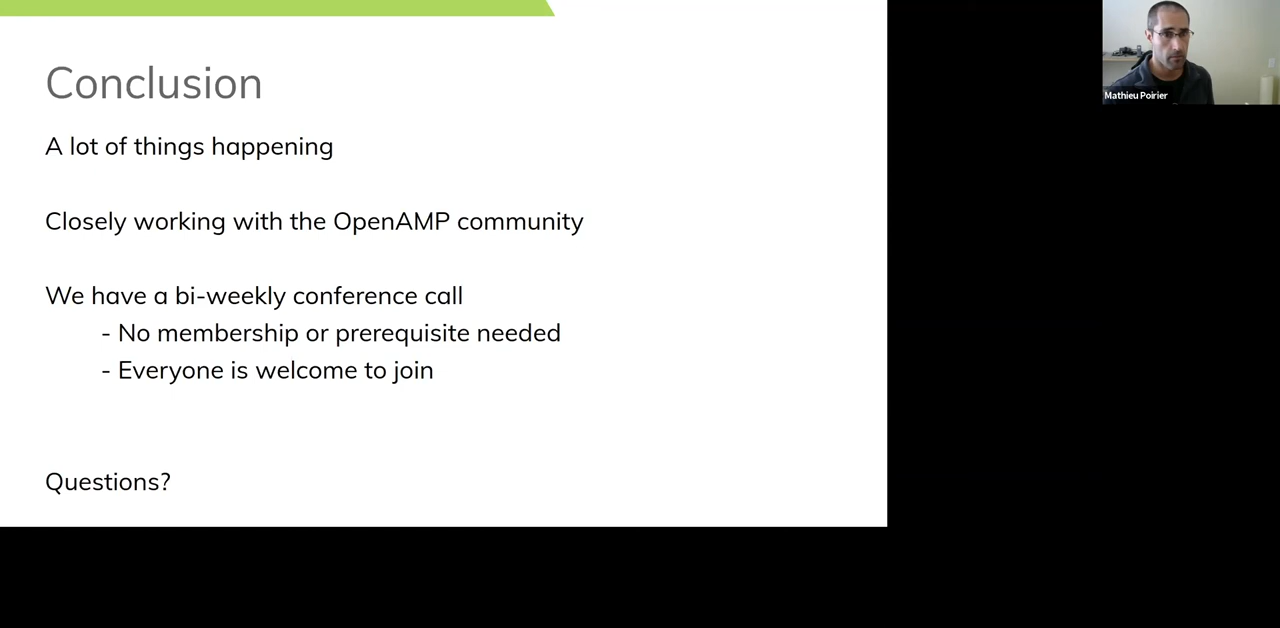 Conclusion
A lot of things happening
Closely working with the OpenAMP community
We have a bi-weekly conference call
- No membership or prerequisite needed
- Everyone is welcome to join
Questions?
Mathieu Poirier